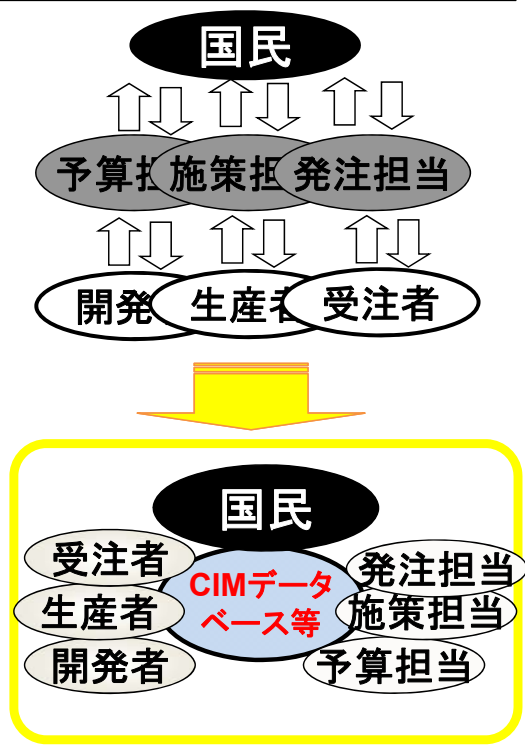 国民
予算担 施策担 発注担当
開発 生産者 受注者
国民
受注者
生産者
開発者
CIMデータ
ベース等
発注担当
施策担当
予算担当